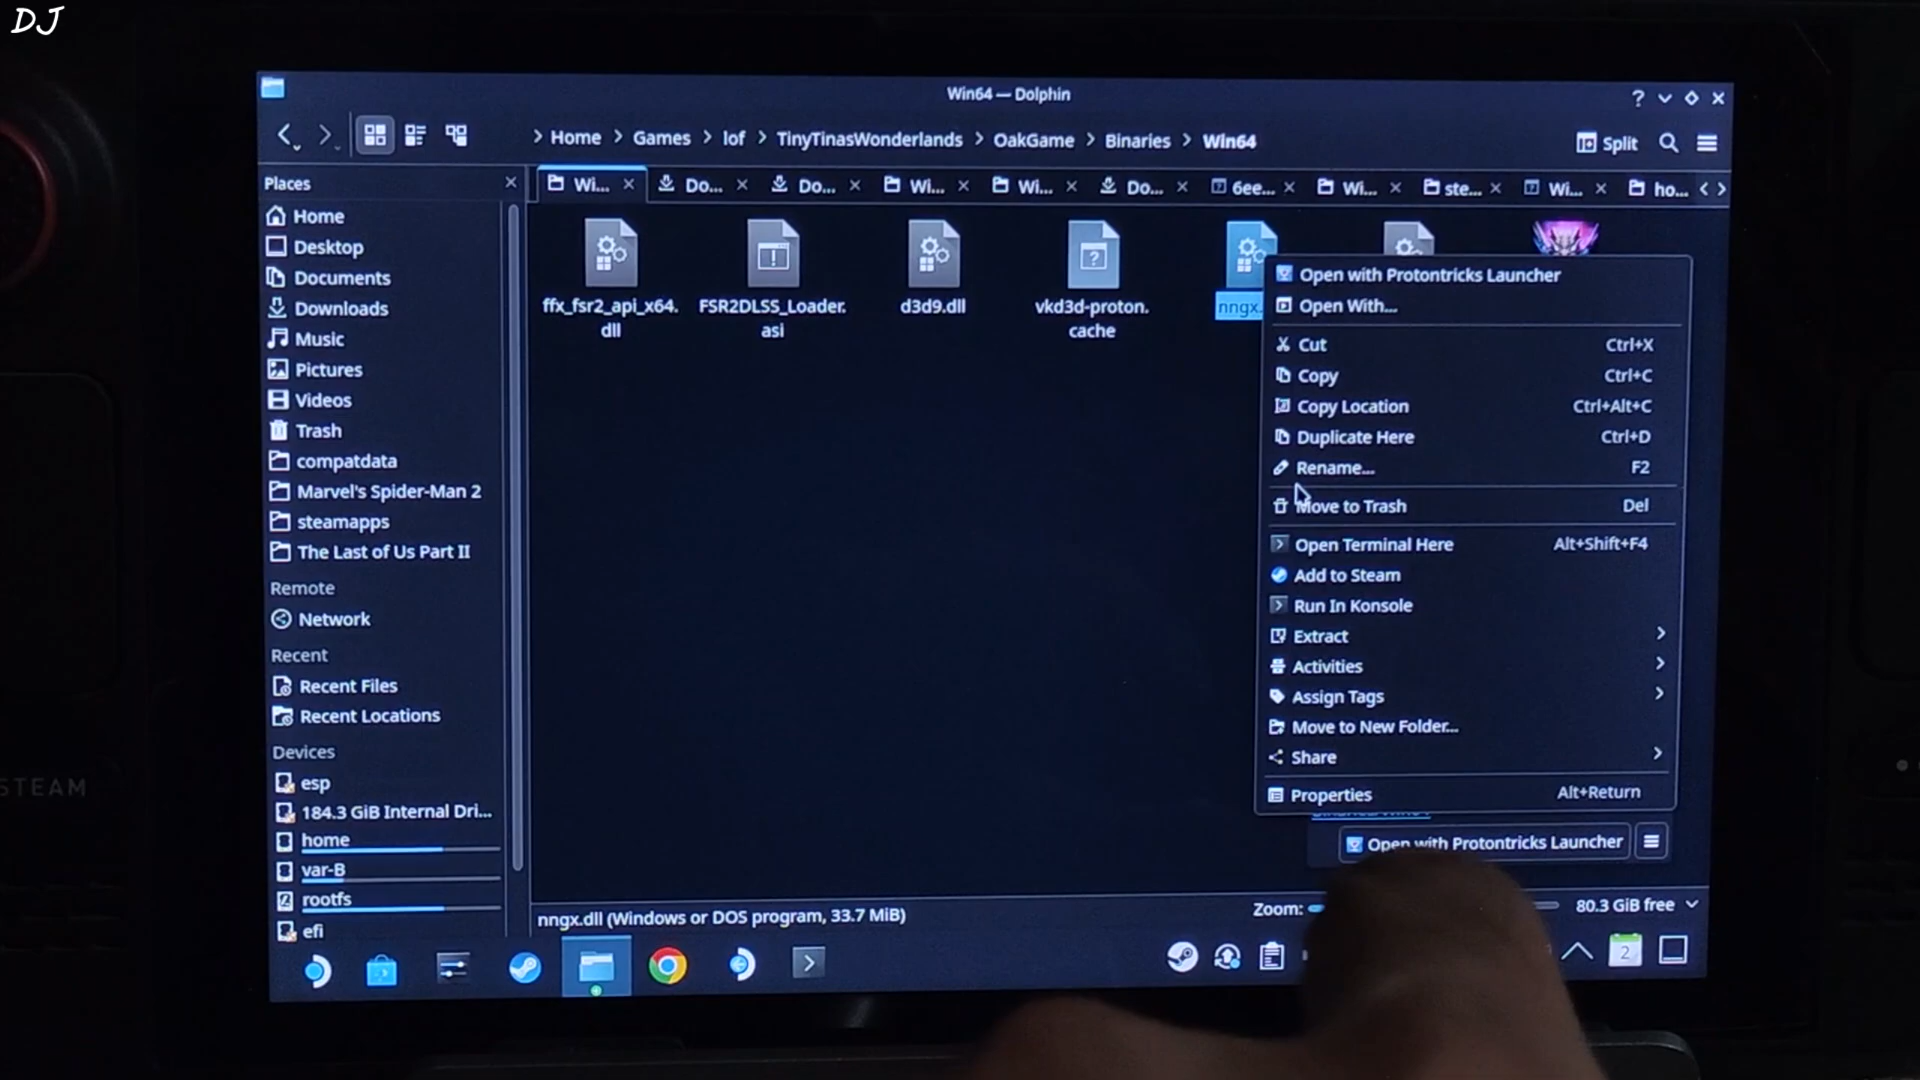 DJ
Win64 — Dolphin
Home > Games > lof > TinyTinasWonderlands > OakGame > Binaries > Win64
Split
Places
Wi...
Do...
Do...
Wi...
Wi...
Do...
6ee...
Wi...
ste...
Wi...
ho...
Home
Desktop
Documents
Downloads
Music
Pictures
Videos
Trash
compatdata
Marvel's Spider-Man 2
steamapps
The Last of Us Part II
Remote
Network
Recent
Recent Files
Recent Locations
Devices
esp
184.3 GiB Internal Dri...
home
var-B
rootfs
efi
ffx_fsr2_api_x64.
dll
FSR2DLSS_Loader.
asi
d3d9.dll
vkd3d-proton.
cache
nngx.
Open with Protontricks Launcher
Open With...
Cut Ctrl+X
Copy Ctrl+C
Copy Location Ctrl+Alt+C
Duplicate Here Ctrl+D
Rename... F2
Move to Trash Del
Open Terminal Here Alt+Shift+F4
Add to Steam
Run In Konsole
Extract
Activities
Assign Tags
Move to New Folder...
Share
Properties Alt+Return
Open with Protontricks Launcher
nngx.dll (Windows or DOS program, 33.7 MiB)
Zoom:
80.3 GiB free
2
STEAM